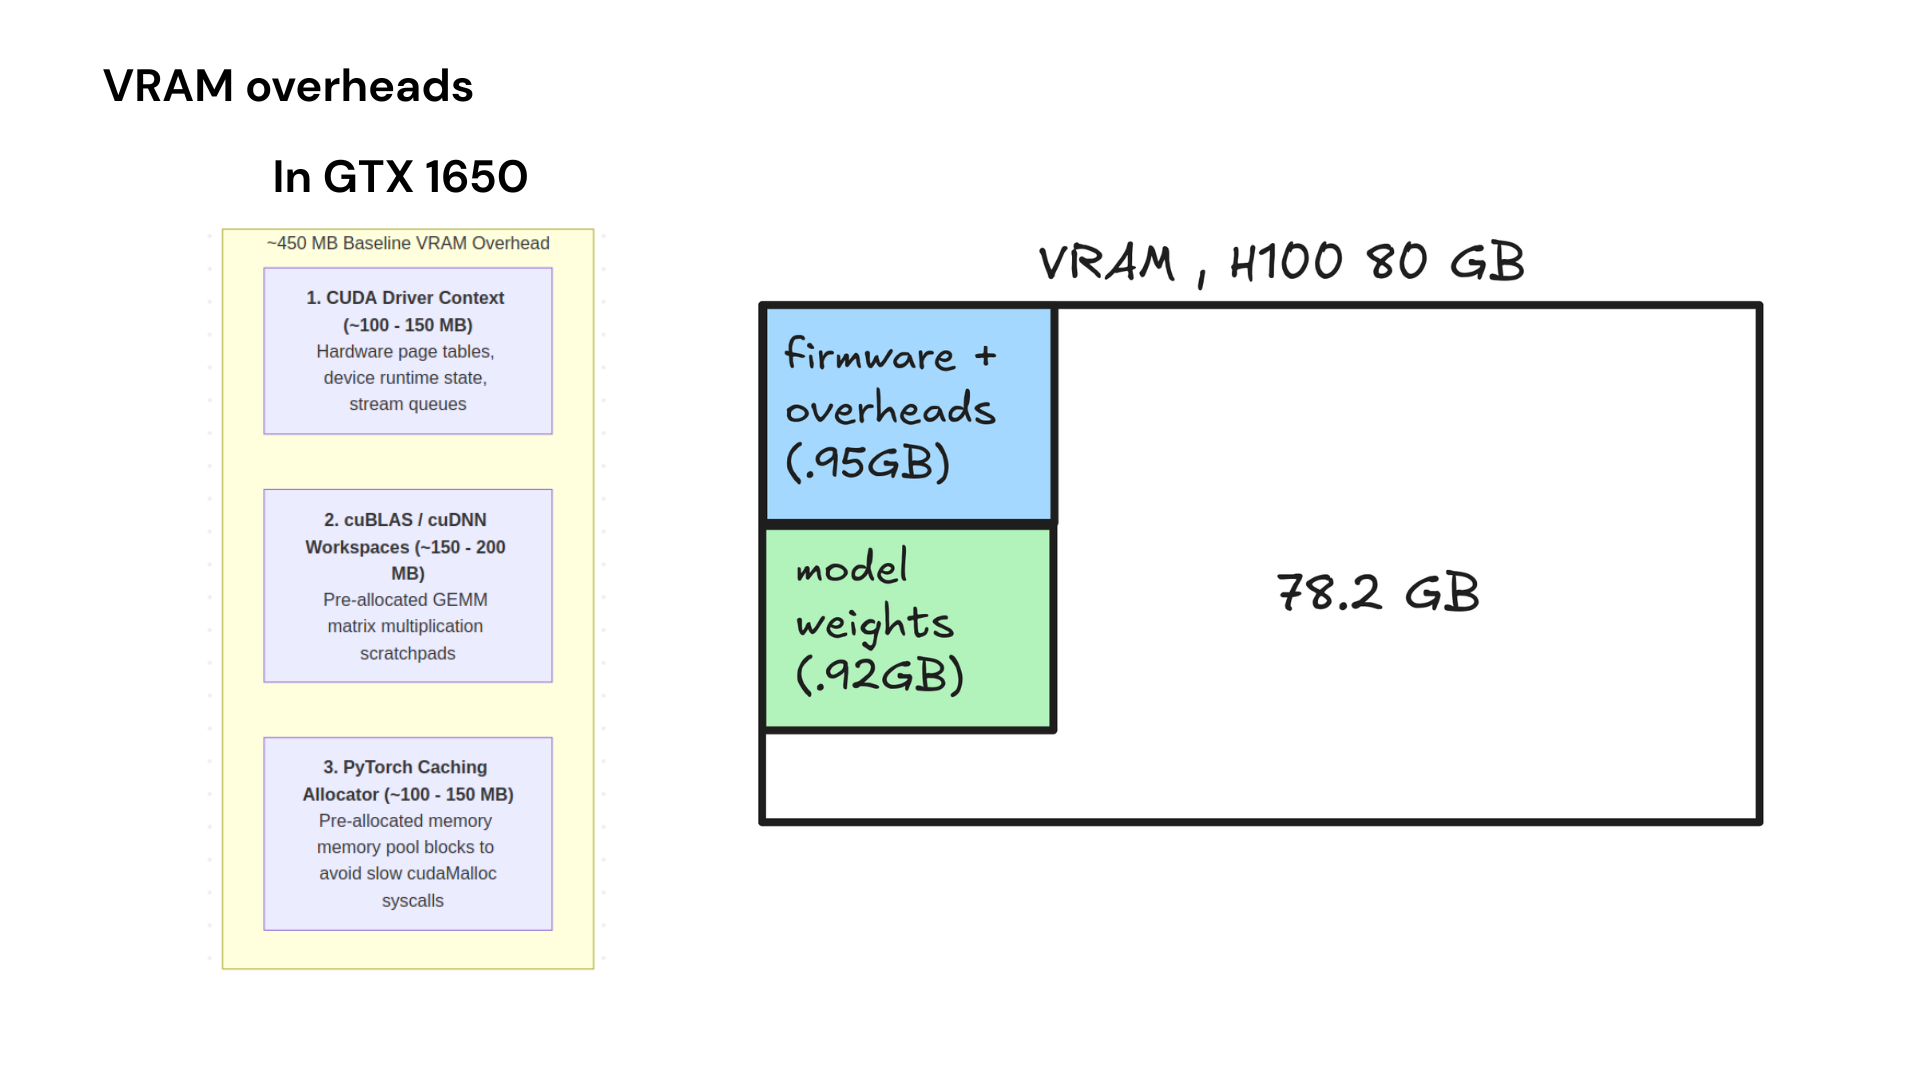 VRAM overheads
In GTX 1650
~450 MB Baseline VRAM Overhead
1. CUDA Driver Context
(~100 - 150 MB)
Hardware page tables,
device runtime state,
stream queues
2. cuBLAS / cuDNN
Workspaces (~150 - 200
MB)
Pre-allocated GEMM
matrix multiplication
scratchpads
3. PyTorch Caching
Allocator (~100 - 150 MB)
Pre-allocated memory
memory pool blocks to
avoid slow cudaMalloc
syscalls
VRAM , H100 80 GB
firmware +
overheads
(.95GB)
model
weights
(.92GB)
78.2 GB